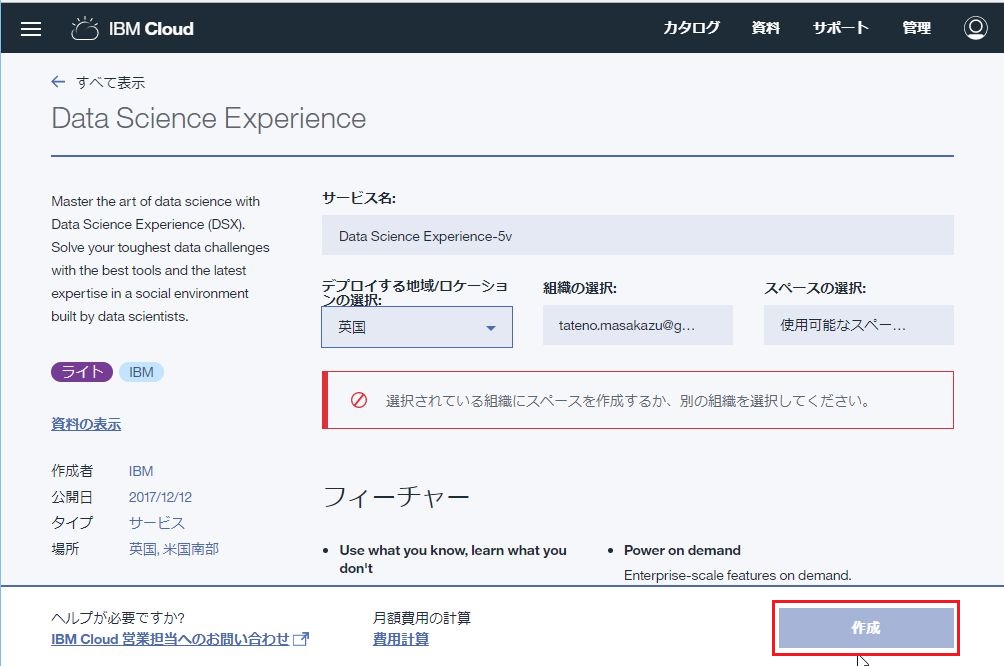 IBM Cloud
カタログ 資料 サポート 管理
← すべて表示
Data Science Experience
Master the art of data science with
Data Science Experience (DSX).
Solve your toughest data challenges
with the best tools and the latest
expertise in a social environment
built by data scientists.
ライト IBM
資料の表示
作成者 IBM
公開日 2017/12/12
タイプ サービス
場所 英国, 米国南部
サービス名:
Data Science Experience-5v
デプロイする地域/ロケーショ
ンの選択:
英国
組織の選択:
tateno.masakazu@g...
スペースの選択:
使用可能なスペー...
選択されている組織にスペースを作成するか、別の組織を選択してください。
フィーチャー
• Use what you know, learn what you
don't
• Power on demand
Enterprise-scale features on demand.
ヘルプが必要ですか?
IBM Cloud 営業担当へのお問い合わせ
月額費用の計算
費用計算
作成